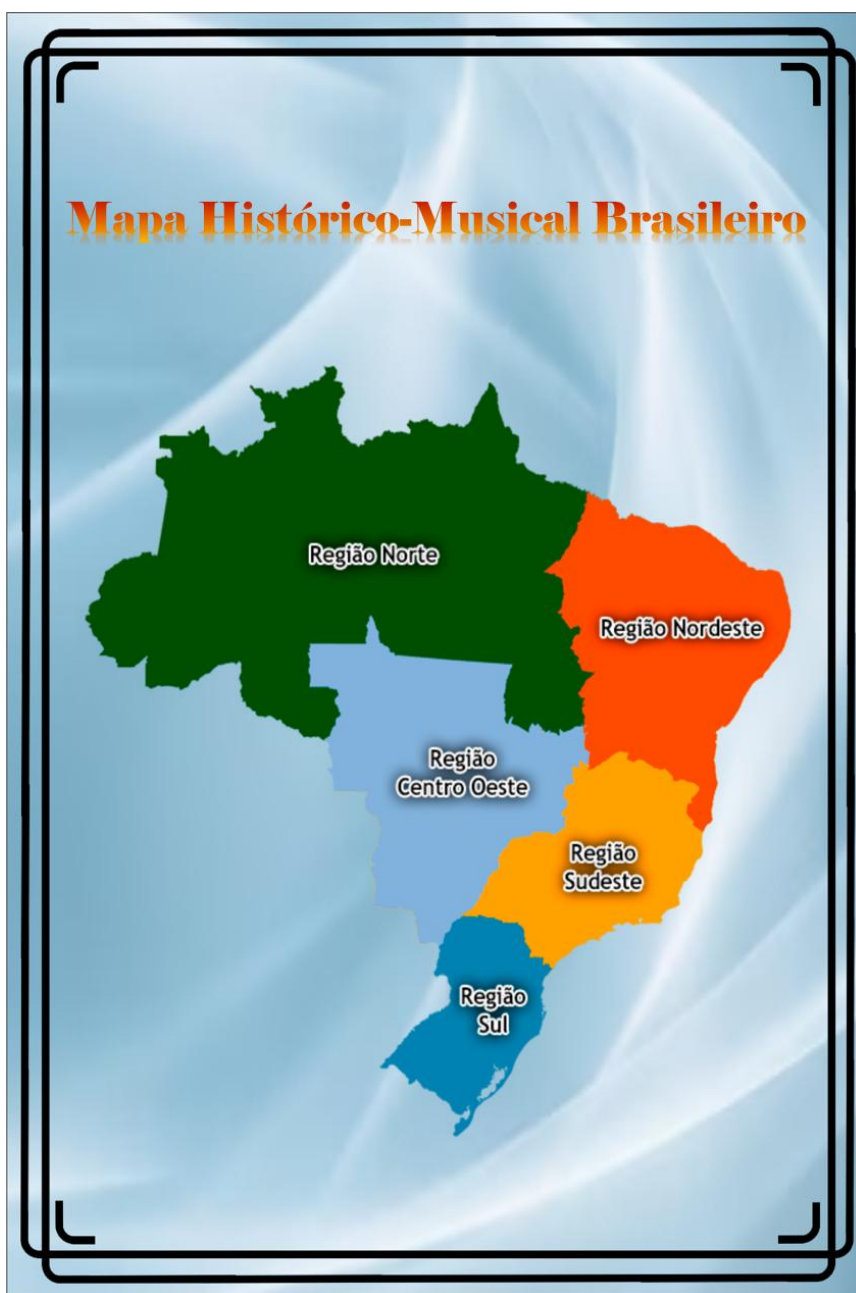 Mapa Histórico-Musical Brasileiro
Região Norte
Região Nordeste
Região
Centro Oeste
Região
Sudeste
Região
Sul